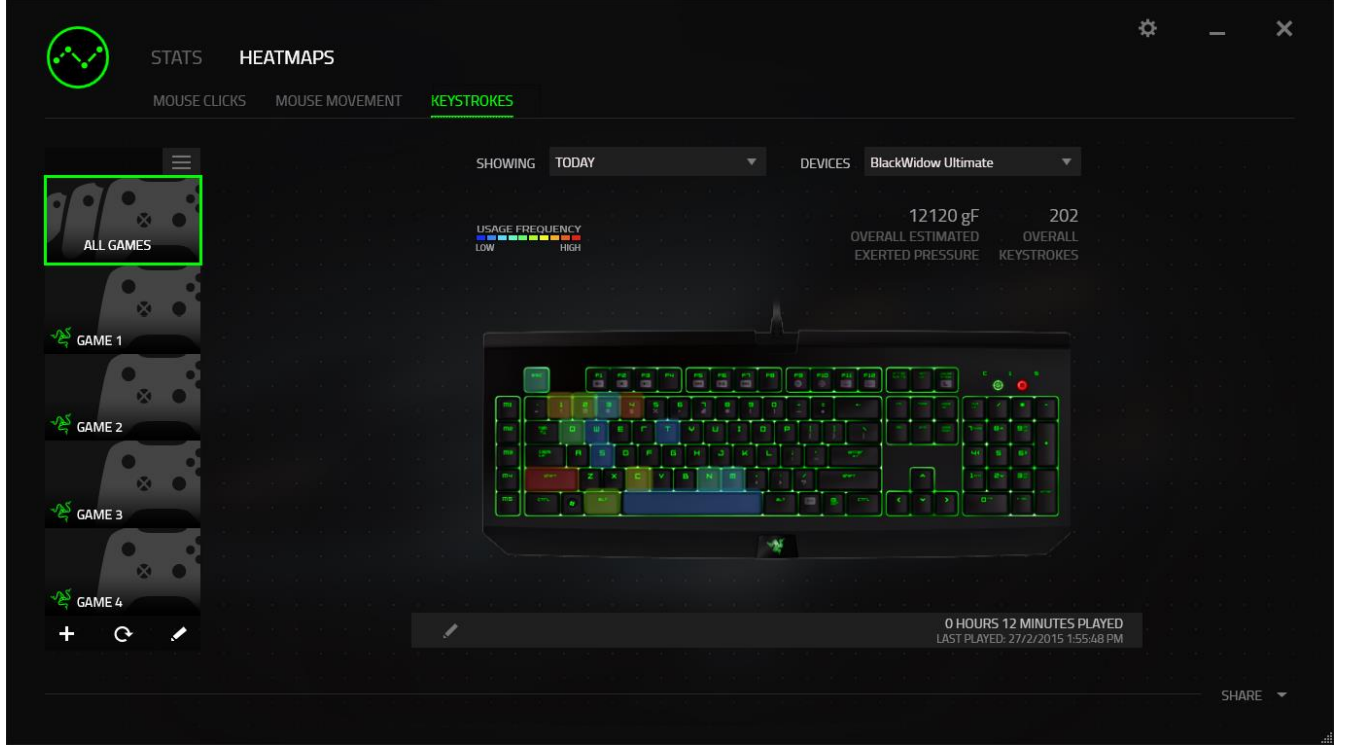 STATS HEATMAPS
MOUSE CLICKS MOUSE MOVEMENT KEYSTROKES
SHOWING TODAY DEVICES BlackWidow Ultimate
ALL GAMES
GAME 1
GAME 2
GAME 3
GAME 4
USAGE FREQUENCY
LOW HIGH
12120 gF 202
OVERALL ESTIMATED OVERALL
EXERTED PRESSURE KEYSTROKES
0 HOURS 12 MINUTES PLAYED
LAST PLAYED: 27/2/2015 1:55:48 PM
SHARE